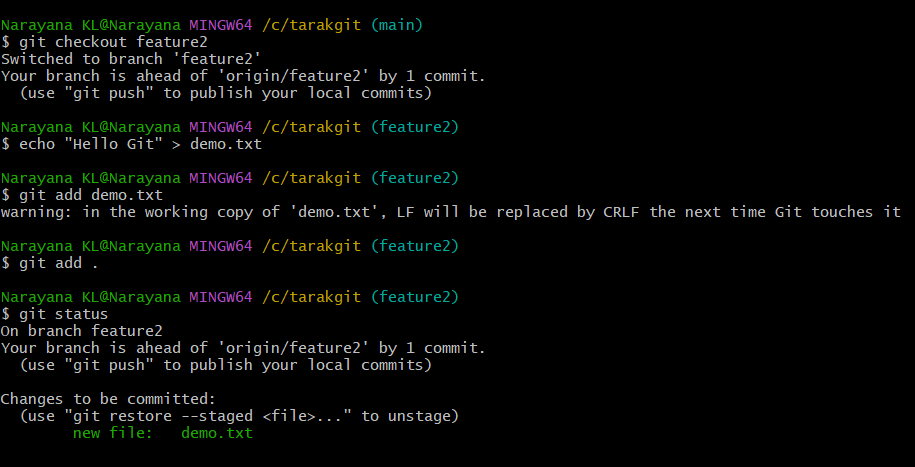 Narayana KL@Narayana MINGW64 /c/tarakgit (main)
$ git checkout feature2
Switched to branch 'feature2'
Your branch is ahead of 'origin/feature2' by 1 commit.
  (use "git push" to publish your local commits)
Narayana KL@Narayana MINGW64 /c/tarakgit (feature2)
$ echo "Hello Git" > demo.txt
Narayana KL@Narayana MINGW64 /c/tarakgit (feature2)
$ git add demo.txt
warning: in the working copy of 'demo.txt', LF will be replaced by CRLF the next time Git touches it
Narayana KL@Narayana MINGW64 /c/tarakgit (feature2)
$ git add .
Narayana KL@Narayana MINGW64 /c/tarakgit (feature2)
$ git status
On branch feature2
Your branch is ahead of 'origin/feature2' by 1 commit.
  (use "git push" to publish your local commits)
Changes to be committed:
  (use "git restore --staged <file>..." to unstage)
        new file:   demo.txt